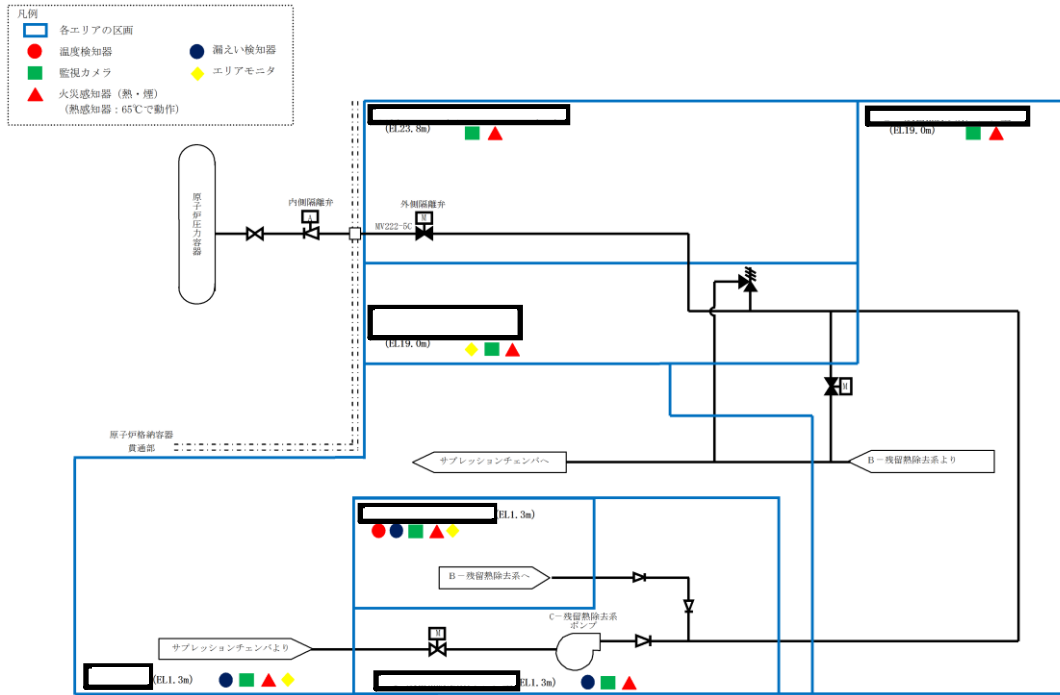 凡例
各エリアの区画
温度検知器
漏えい検知器
監視カメラ
エリアモニタ
火災感知器（熱・煙）
（熱感知器：65℃で動作）
(EL23.8m)
(EL19.0m)
原子炉圧力容器
内側隔離弁
外側隔離弁
A
M
MV222-5C
(EL19.0m)
M
原子炉格納容器
貫通部
サプレッションチェンバへ
B－残留熱除去系より
(EL1.3m)
B－残留熱除去系へ
C－残留熱除去系
ポンプ
M
サプレッションチェンバより
(EL1.3m)
(EL1.3m)